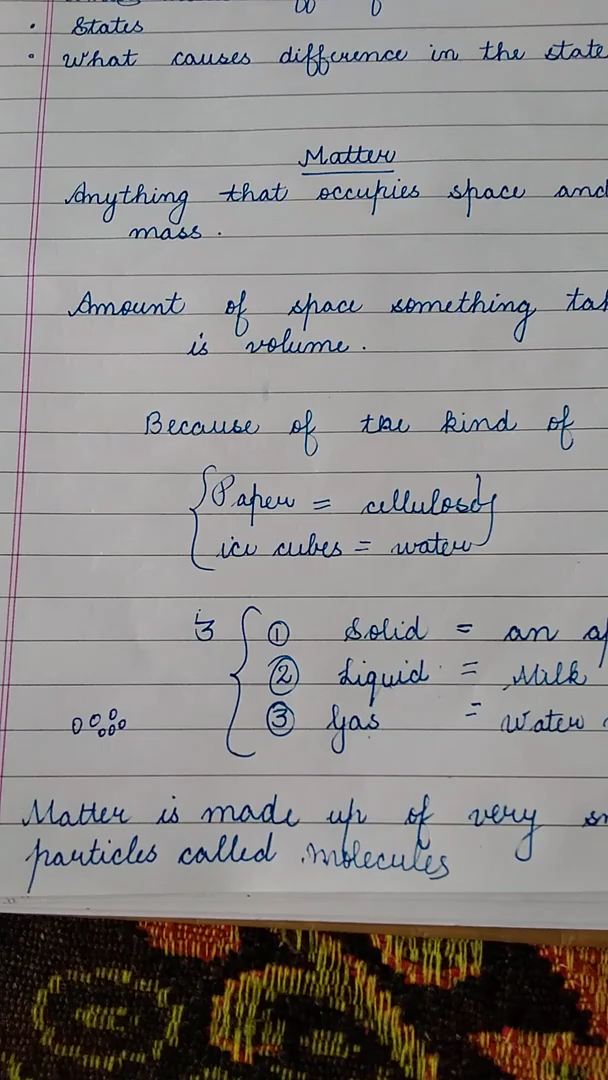 • States
• What causes difference in the state
Matter
Anything that occupies space and
mass.
Amount of space something
is volume.
Because of the kind of
Paper =
ice cubes = water
3
① Solid = an
② Liquid = Milk
③ Gas = Water
Matter is made up of very
particles called molecules